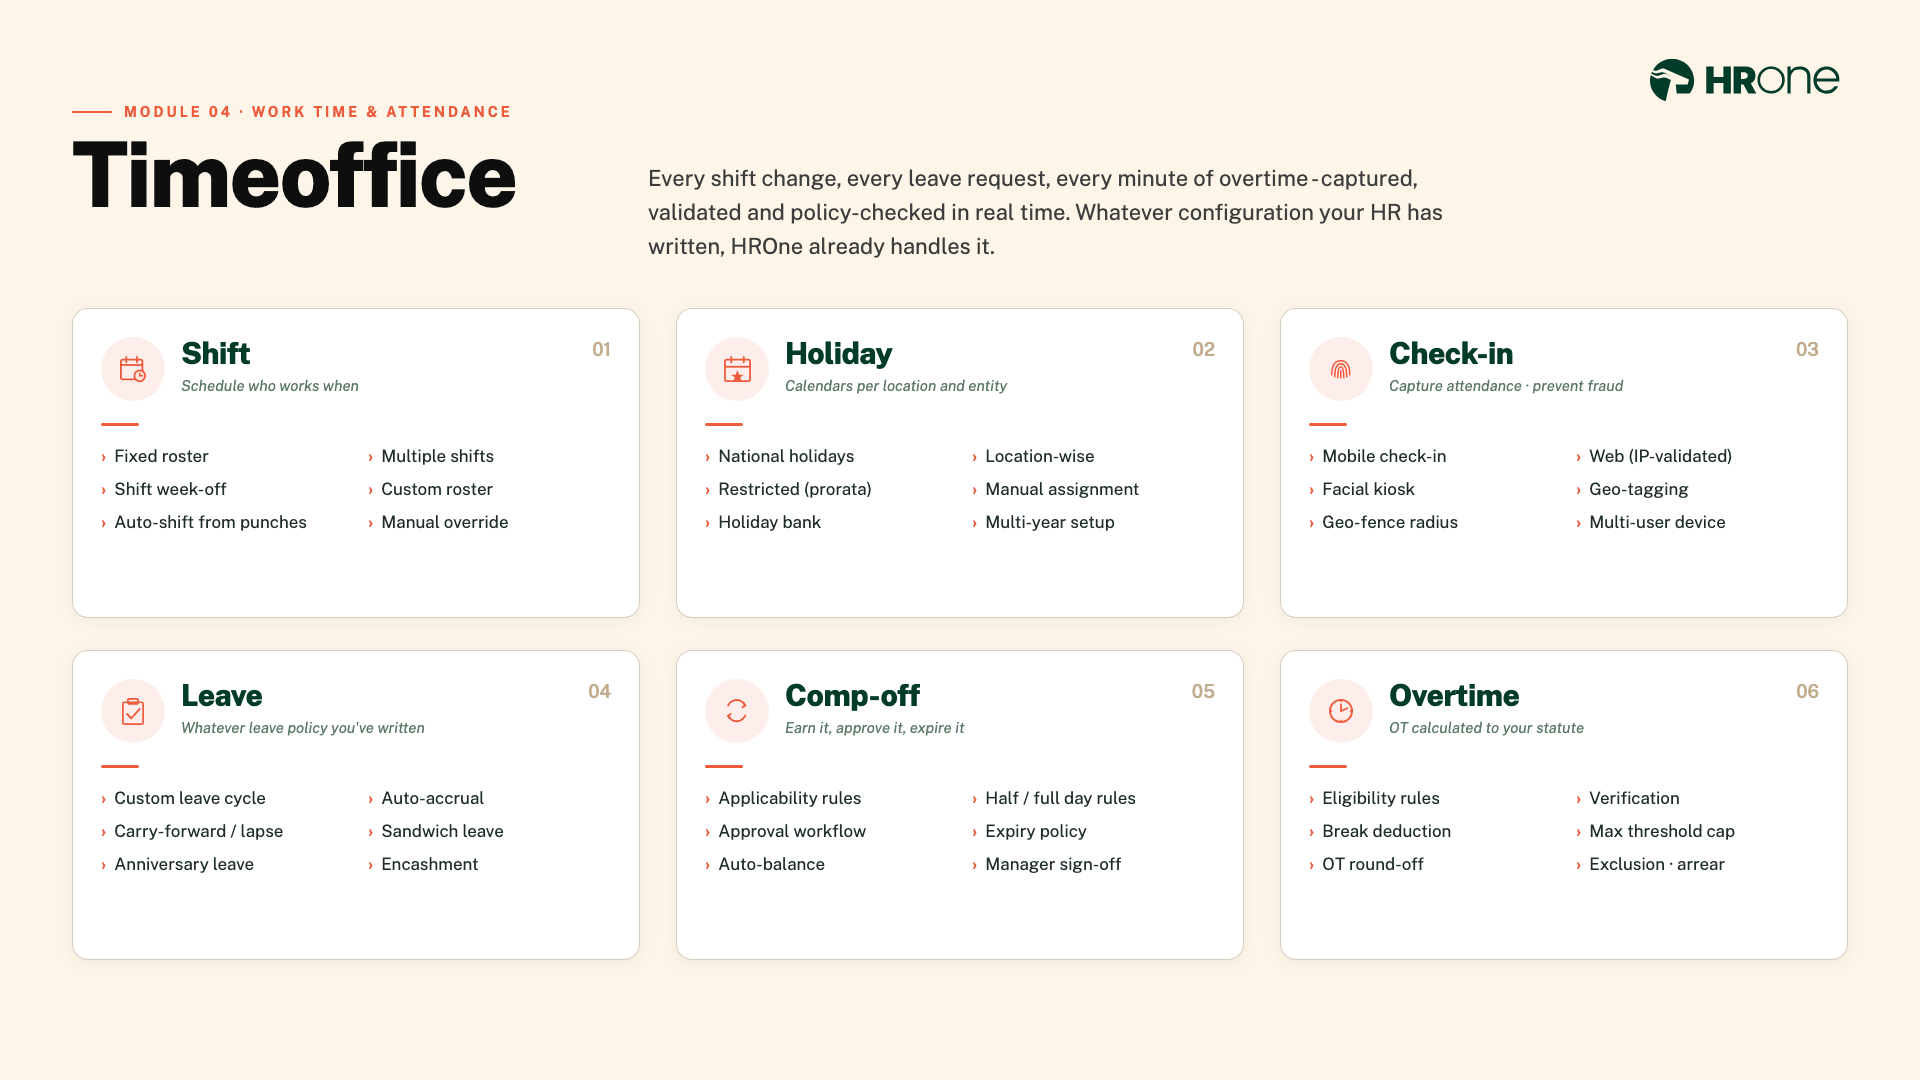 HRone
MODULE 04 · WORK TIME & ATTENDANCE
Timeoffice
Every shift change, every leave request, every minute of overtime - captured,
validated and policy-checked in real time. Whatever configuration your HR has
written, HROne already handles it.
Shift
01
Schedule who works when
› Fixed roster
› Multiple shifts
› Shift week-off
› Custom roster
› Auto-shift from punches
› Manual override
Holiday
02
Calendars per location and entity
› National holidays
› Location-wise
› Restricted (prorata)
› Manual assignment
› Holiday bank
› Multi-year setup
Check-in
03
Capture attendance · prevent fraud
› Mobile check-in
› Web (IP-validated)
› Facial kiosk
› Geo-tagging
› Geo-fence radius
› Multi-user device
Leave
04
Whatever leave policy you've written
› Custom leave cycle
› Auto-accrual
› Carry-forward / lapse
› Sandwich leave
› Anniversary leave
› Encashment
Comp-off
05
Earn it, approve it, expire it
› Applicability rules
› Half / full day rules
› Approval workflow
› Expiry policy
› Auto-balance
› Manager sign-off
Overtime
06
OT calculated to your statute
› Eligibility rules
› Verification
› Break deduction
› Max threshold cap
› OT round-off
› Exclusion · arrear